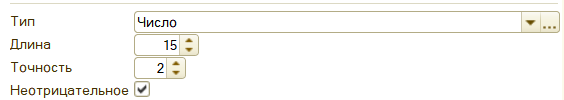 Тип Число ...
Длина 15
Точность 2
Неотрицательное